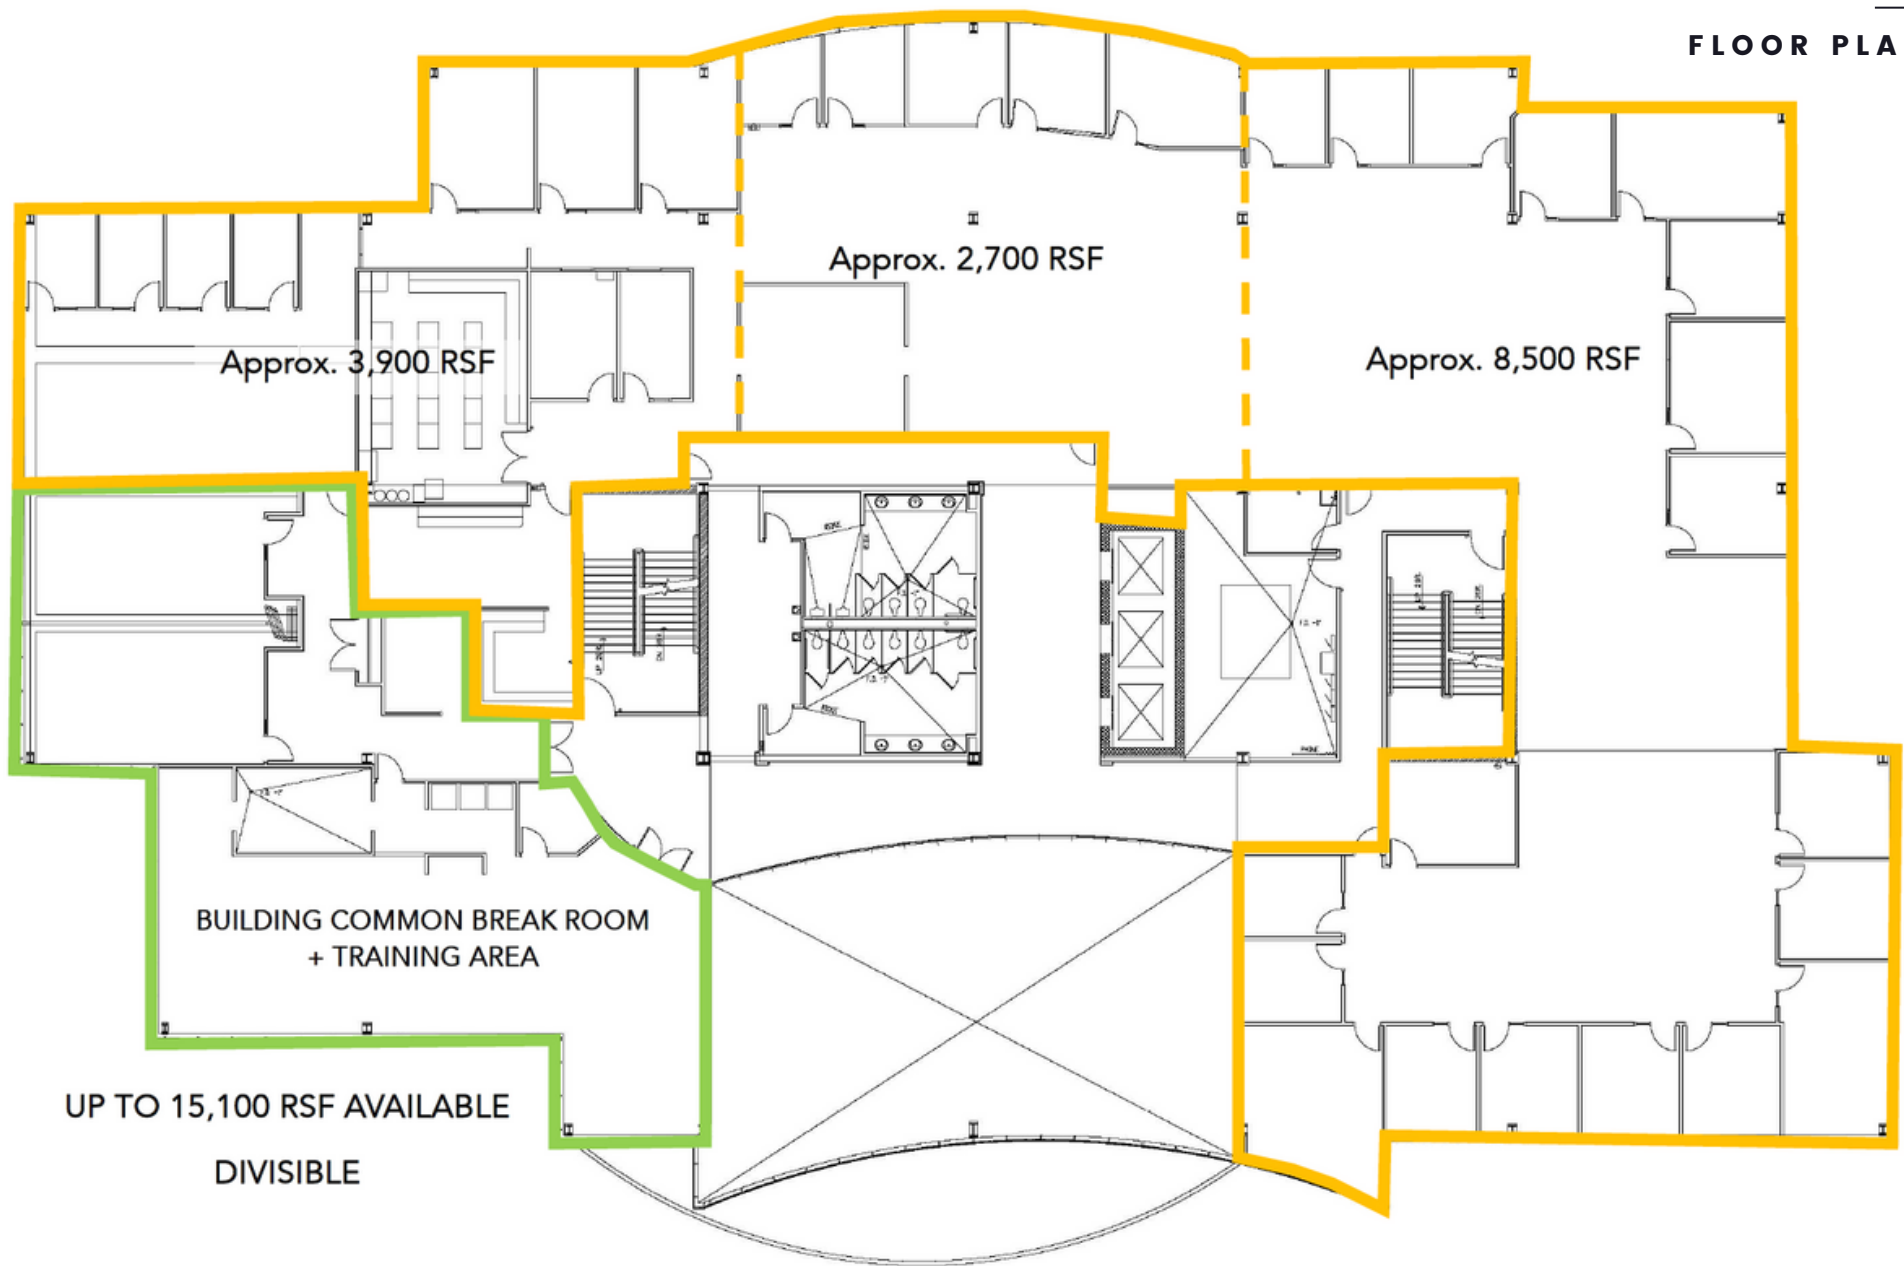 FLOOR PLA
Approx. 2,700 RSF
Approx. 3,900 RSF
Approx. 8,500 RSF
BUILDING COMMON BREAK ROOM
+ TRAINING AREA
UP TO 15,100 RSF AVAILABLE
DIVISIBLE